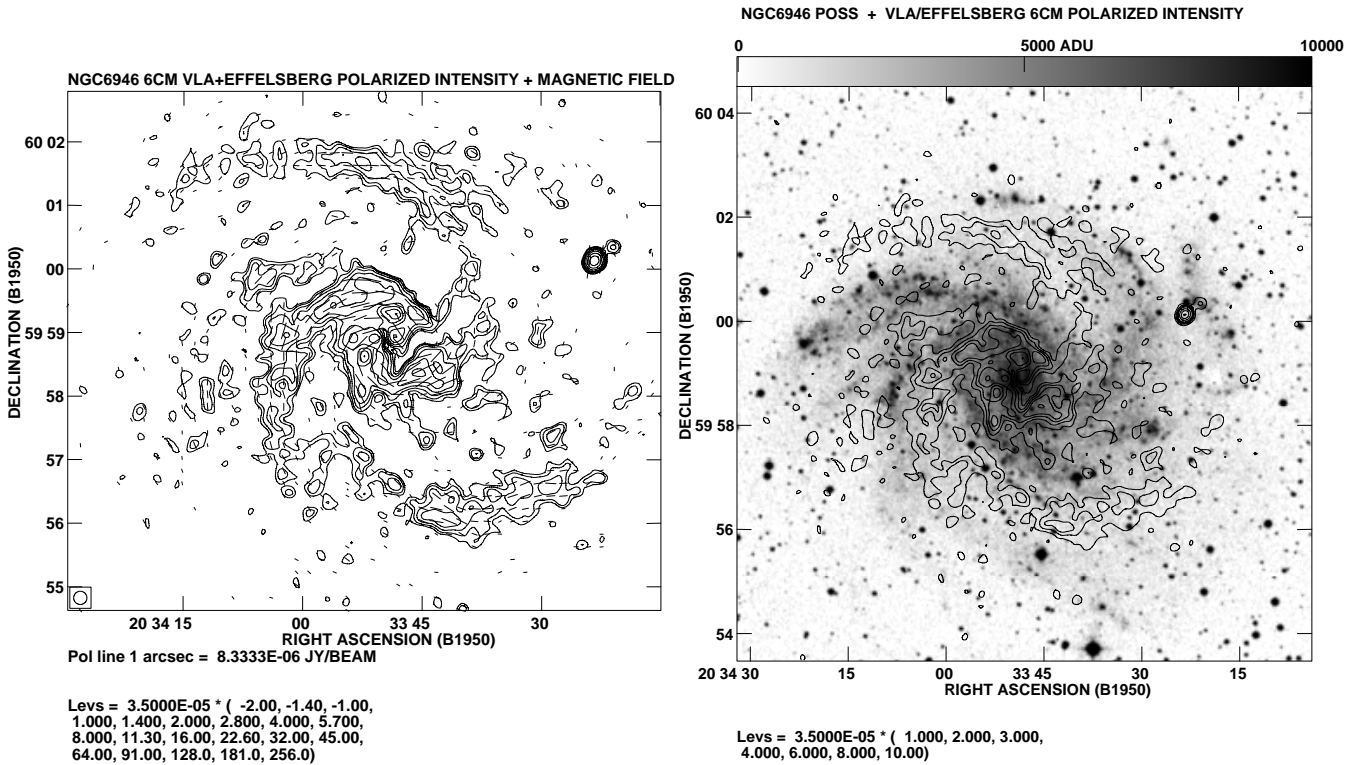 NGC6946 6CM VLA+EFFELSBERG POLARIZED INTENSITY + MAGNETIC FIELD
DECLINATION (B1950)
60 02
01
00
59 59
58
57
56
55
20 34 15
00
33 45
30
RIGHT ASCENSION (B1950)
Pol line 1 arcsec = 8.3333E-06 JY/BEAM
Levs = 3.5000E-05 * ( -2.00, -1.40, -1.00,
1.000, 1.400, 2.000, 2.800, 4.000, 5.700,
8.000, 11.30, 16.00, 22.60, 32.00, 45.00,
64.00, 91.00, 128.0, 181.0, 256.0)
NGC6946 POSS + VLA/EFFELSBERG 6CM POLARIZED INTENSITY
0
5000 ADU
10000
DECLINATION (B1950)
60 04
02
00
59 58
56
54
20 34 30
15
00
33 45
30
15
RIGHT ASCENSION (B1950)
Levs = 3.5000E-05 * ( 1.000, 2.000, 3.000,
4.000, 6.000, 8.000, 10.00)